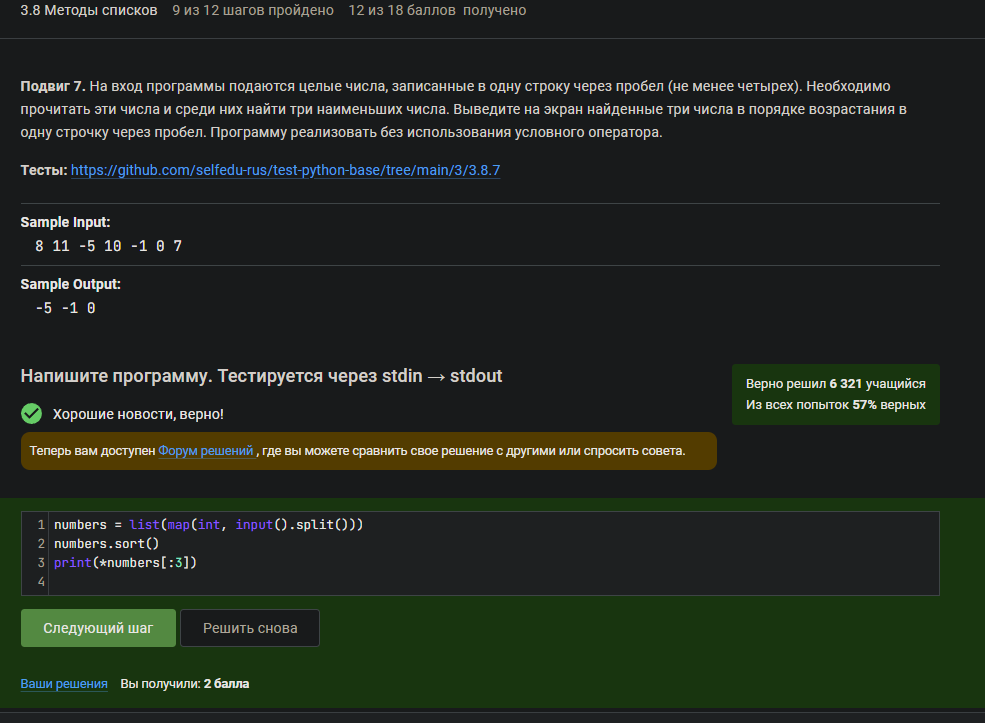 3.8 Методы списков 9 из 12 шагов пройдено 12 из 18 баллов получено
Подвиг 7. На вход программы подаются целые числа, записанные в одну строку через пробел (не менее четырех). Необходимо
прочитать эти числа и среди них найти три наименьших числа. Выведите на экран найденные три числа в порядке возрастания в
одну строчку через пробел. Программу реализовать без использования условного оператора.
Тесты: https://github.com/selfedu-rus/test-python-base/tree/main/3/3.8.7
Sample Input:
8 11 -5 10 -1 0 7
Sample Output:
-5 -1 0
Напишите программу. Тестируется через stdin → stdout
Верно решил 6 321 учащийся
Из всех попыток 57% верных
Хорошие новости, верно!
Теперь вам доступен Форум решений , где вы можете сравнить свое решение с другими или спросить совета.
1 numbers = list(map(int, input().split()))
2 numbers.sort()
3 print(*numbers[:3])
4
Следующий шаг Решить снова
Ваши решения Вы получили: 2 балла